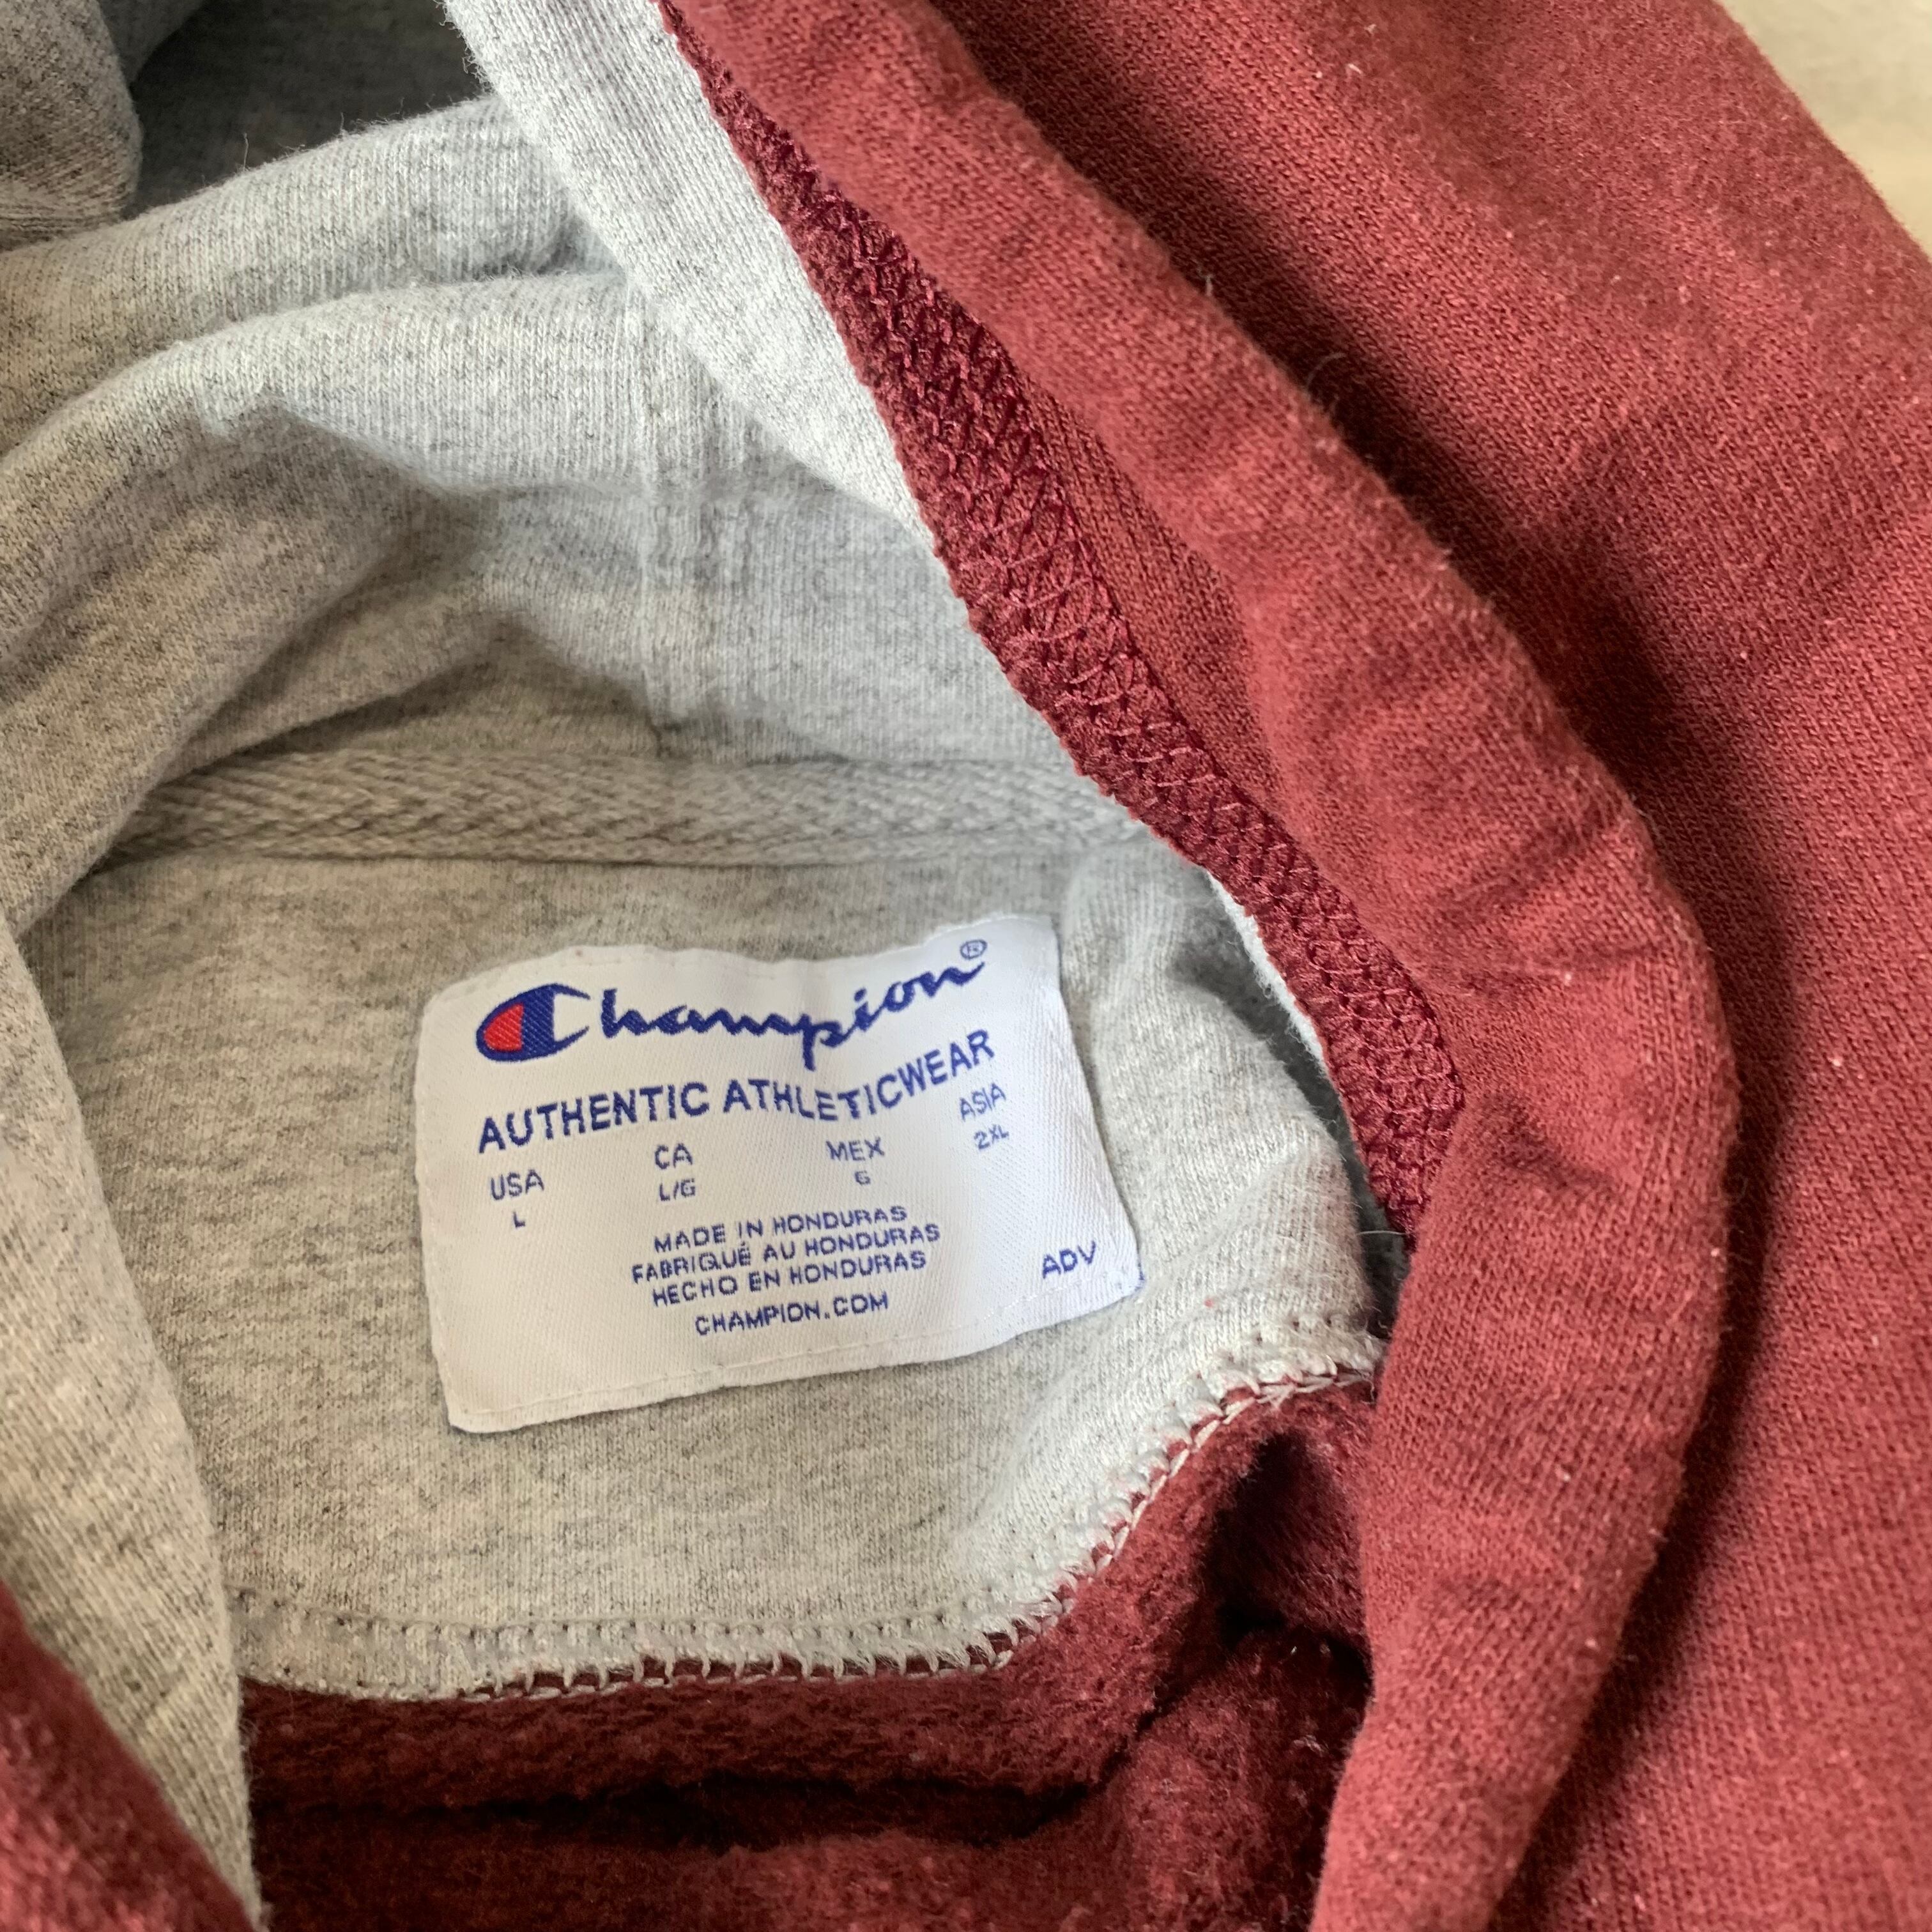 Champion®
AUTHENTIC ATHLETICWEAR
USA CA MEX ASIA
L L/G G 2XL
MADE IN HONDURAS
FABRIQUÉ AU HONDURAS
HECHO EN HONDURAS
ADV
CHAMPION.COM